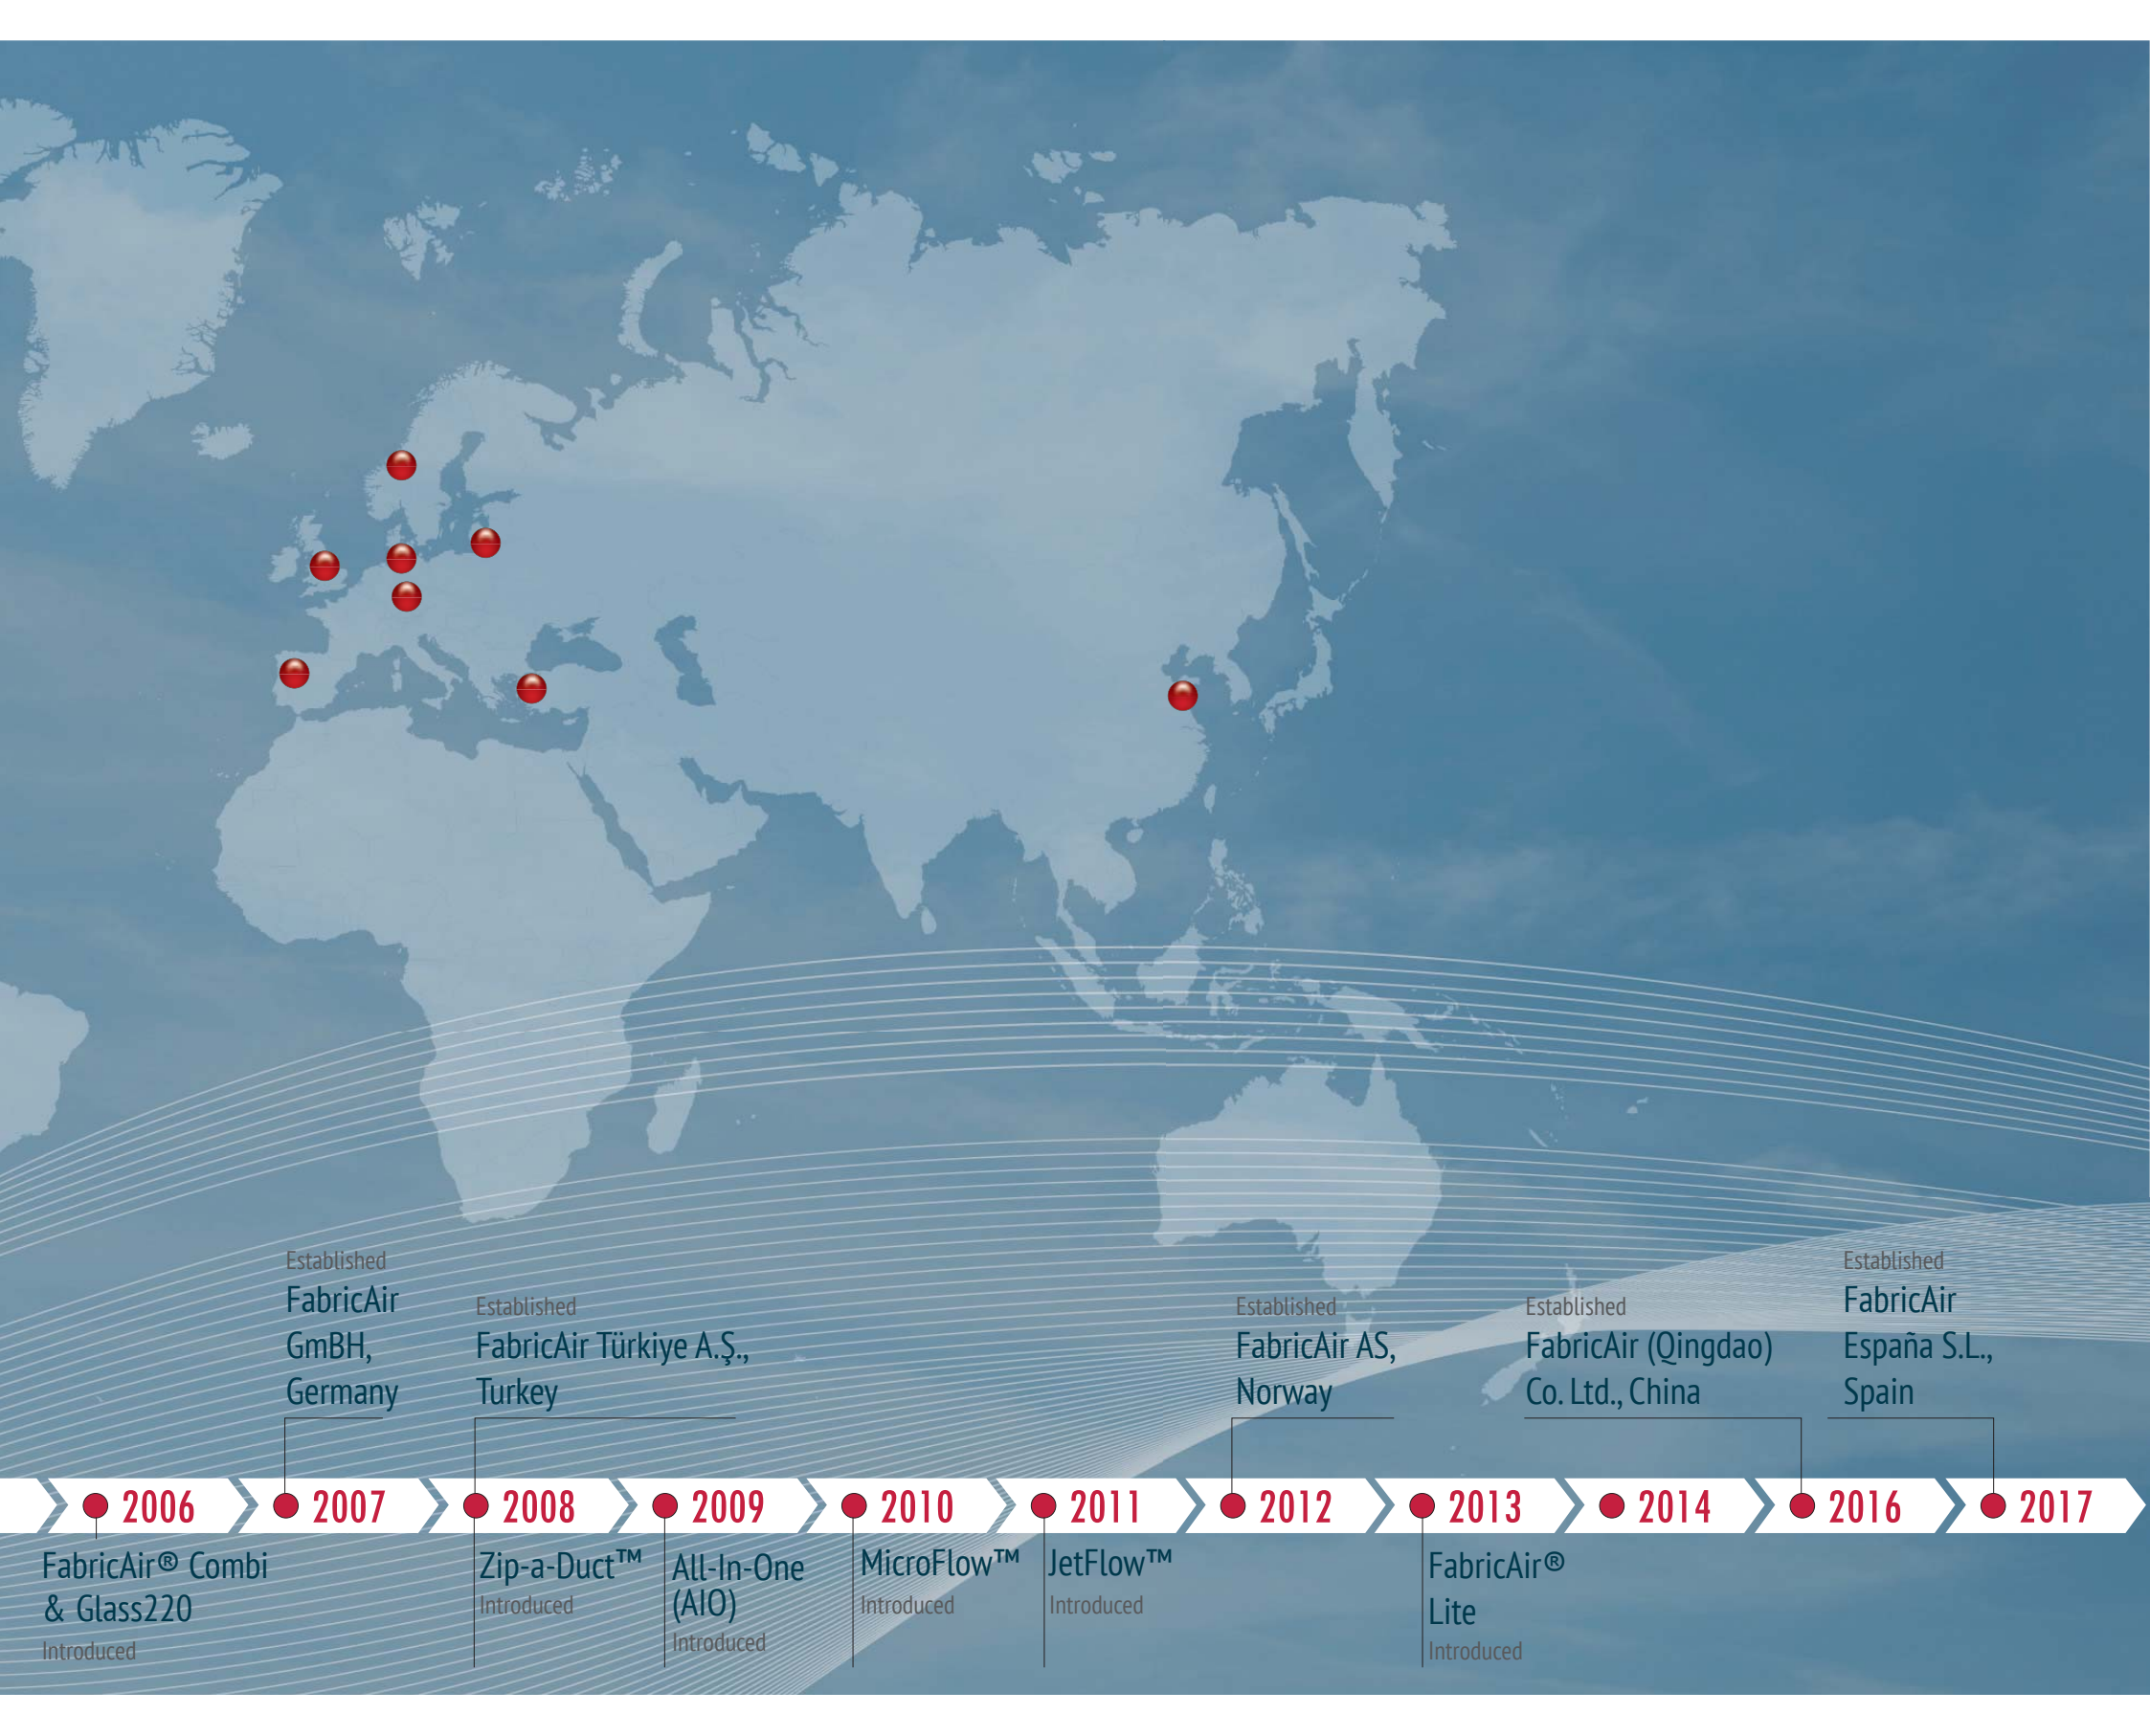 Established
FabricAir
GmBH,
Germany
Established
FabricAir Türkiye A.Ş.,
Turkey
Established
FabricAir AS,
Norway
Established
FabricAir (Qingdao)
Co. Ltd., China
Established
FabricAir
España S.L.,
Spain
2006 2007 2008 2009 2010 2011 2012 2013 2014 2016 2017
FabricAir® Combi
& Glass220
Introduced
Zip-a-Duct™
Introduced
All-In-One
(AIO)
Introduced
MicroFlow™
Introduced
JetFlow™
Introduced
FabricAir®
Lite
Introduced